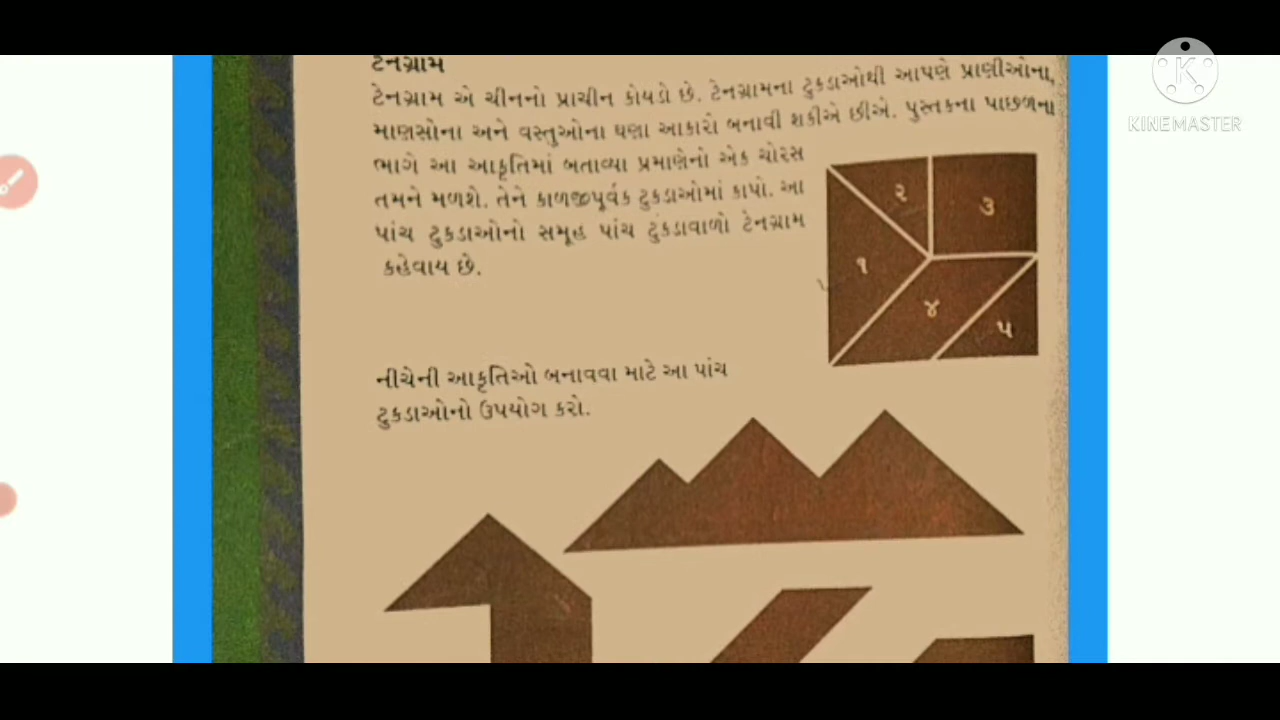 ટેનગ્રામ
ટેનગ્રામ એ ચીનનો પ્રાચીન કોયડો છે. ટેનગ્રામના ટુકડાઓથી આપણે પ્રાણીઓના,
માણસોના અને વસ્તુઓના ઘણા આકારો બનાવી શકીએ છીએ. પુસ્તકના પાછળના
ભાગે આ આકૃતિમાં બતાવ્યા પ્રમાણેનો એક ચોરસ
તમને મળશે. તેને કાળજીપૂર્વક ટુકડાઓમાં કાપો. આ
પાંચ ટુકડાઓનો સમૂહ પાંચ ટુકડાવાળો ટેનગ્રામ
કહેવાય છે.
૨
૩
૧
૪
૫
નીચેની આકૃતિઓ બનાવવા માટે આ પાંચ
ટુકડાઓનો ઉપયોગ કરો.
K
KINEMASTER